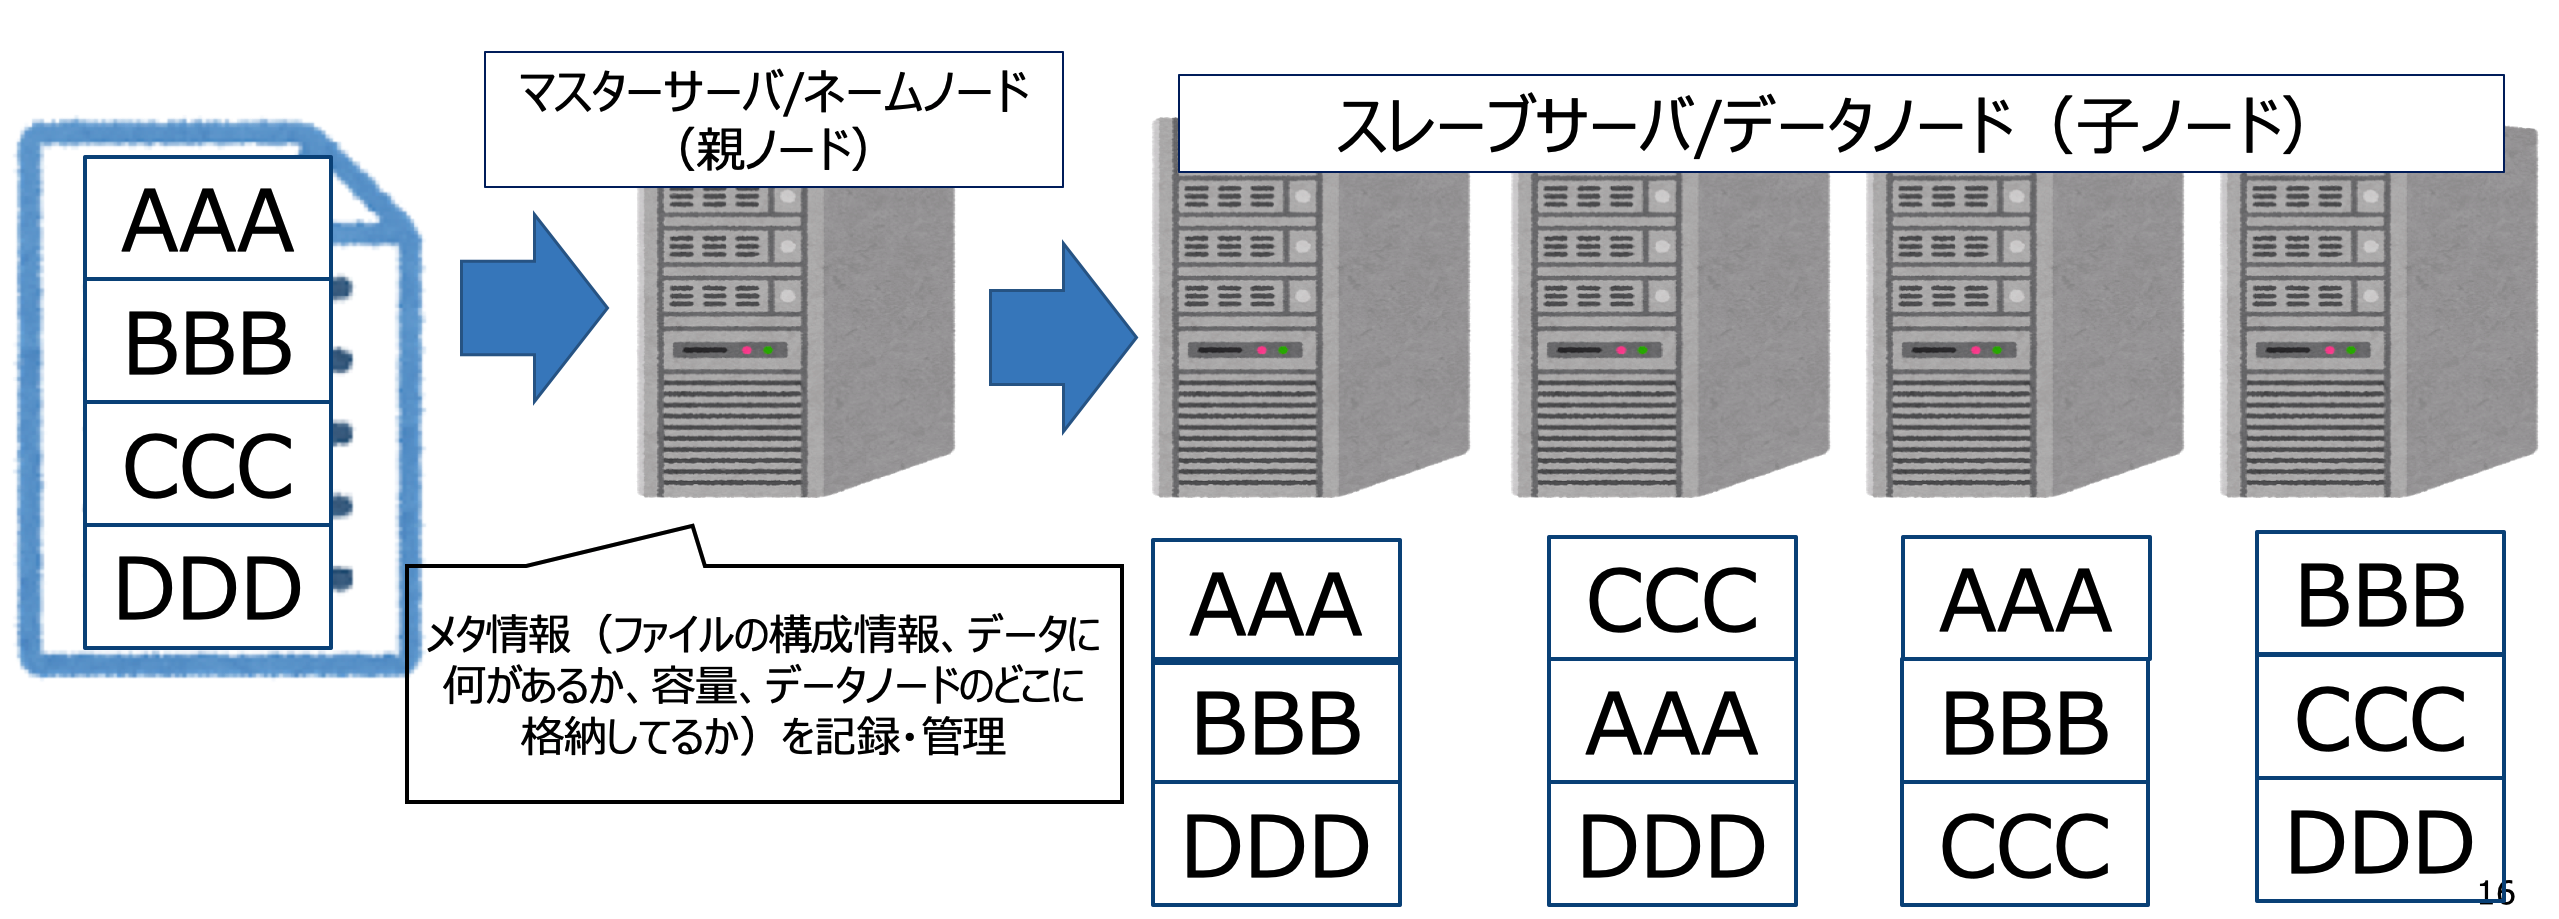 マスターサーバ/ネームノード
（親ノード）
スレーブサーバ/データノード（子ノード）
AAA
BBB
CCC
DDD
メタ情報（ファイルの構成情報、データに
何があるか、容量、データノードのどこに
格納してるか）を記録・管理
AAA
BBB
DDD
CCC
AAA
DDD
AAA
BBB
CCC
BBB
CCC
DDD
16